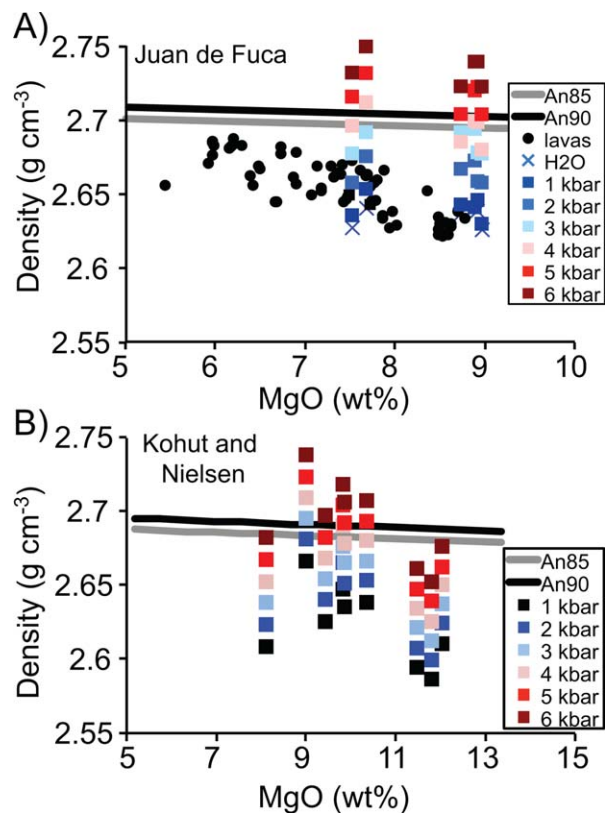 A)
Juan de Fuca
2.75
2.7
2.65
2.6
2.55
Density (g cm⁻³)
5 6 7 8 9 10
MgO (wt%)
An85
An90
lavas
H2O
1 kbar
2 kbar
3 kbar
4 kbar
5 kbar
6 kbar
B)
Kohut and
Nielsen
2.75
2.7
2.65
2.6
2.55
Density (g cm⁻³)
5 7 9 11 13 15
MgO (wt%)
An85
An90
1 kbar
2 kbar
3 kbar
4 kbar
5 kbar
6 kbar